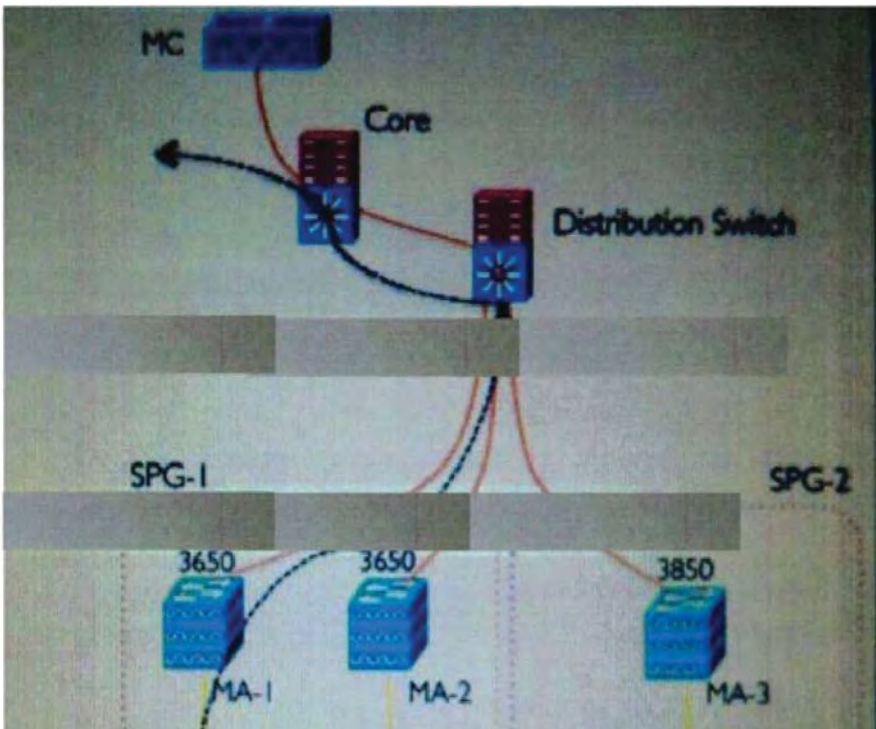 MC
Core
Distribution Switch
SPG-1
SPG-2
3650
3650
3850
MA-1
MA-2
MA-3